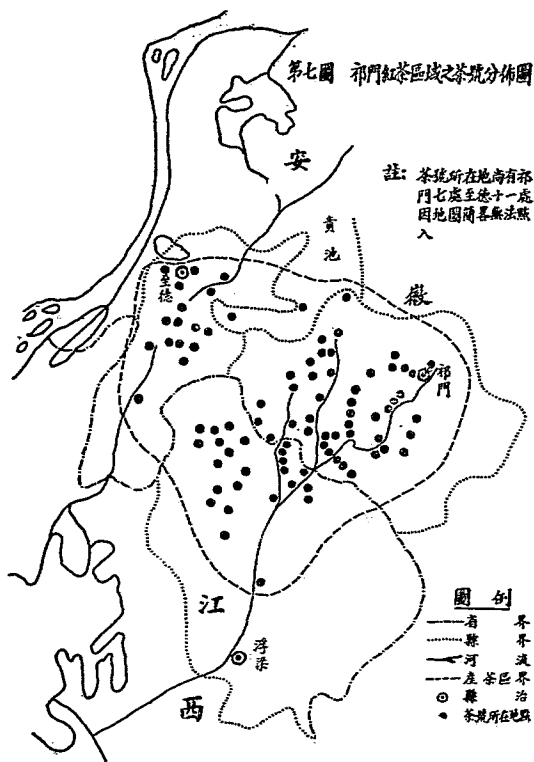 第七圖 祁門紅茶區域之茶號分佈圖
安
註: 茶號所在地尚有祁
門七處至德十一處
因地圖簡畧無法點
入
貴池
徽
至德
祁門
江
浮梁
西
圖例
省界
縣界
河流
產茶區界
縣治
茶號所在地點